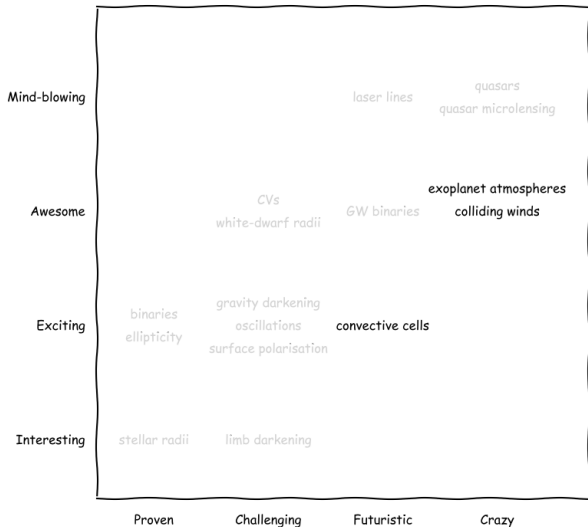 Mind-blowing
laser lines
quasars
quasar microlensing
Awesome
CVs
white-dwarf radii
GW binaries
exoplanet atmospheres
colliding winds
Exciting
binaries
ellipticity
gravity darkening
oscillations
surface polarisation
convective cells
Interesting
stellar radii
limb darkening
Proven
Challenging
Futuristic
Crazy